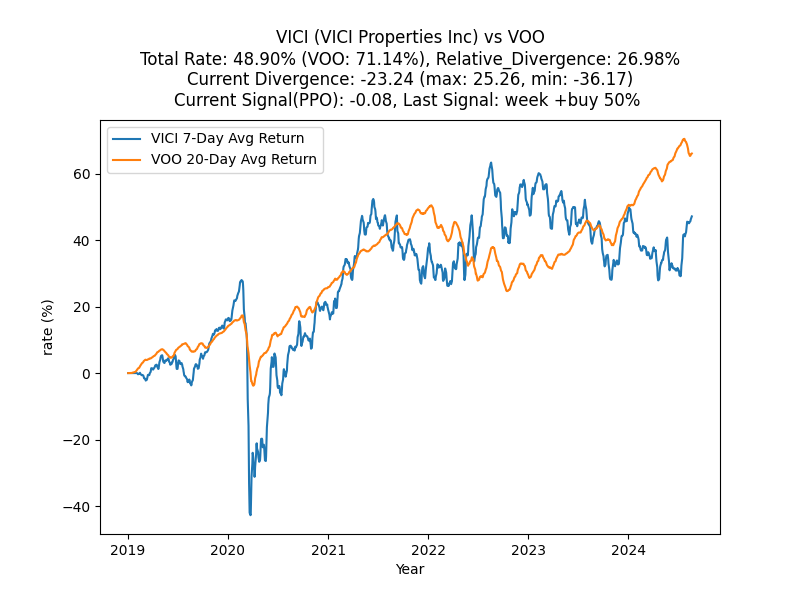 VICI (VICI Properties Inc) vs VOO
Total Rate: 48.90% (VOO: 71.14%), Relative_Divergence: 26.98%
Current Divergence: -23.24 (max: 25.26, min: -36.17)
Current Signal(PPO): -0.08, Last Signal: week +buy 50%
VICI 7-Day Avg Return
VOO 20-Day Avg Return
rate (%)
60
40
20
0
−20
−40
2019
2020
2021
2022
2023
2024
Year